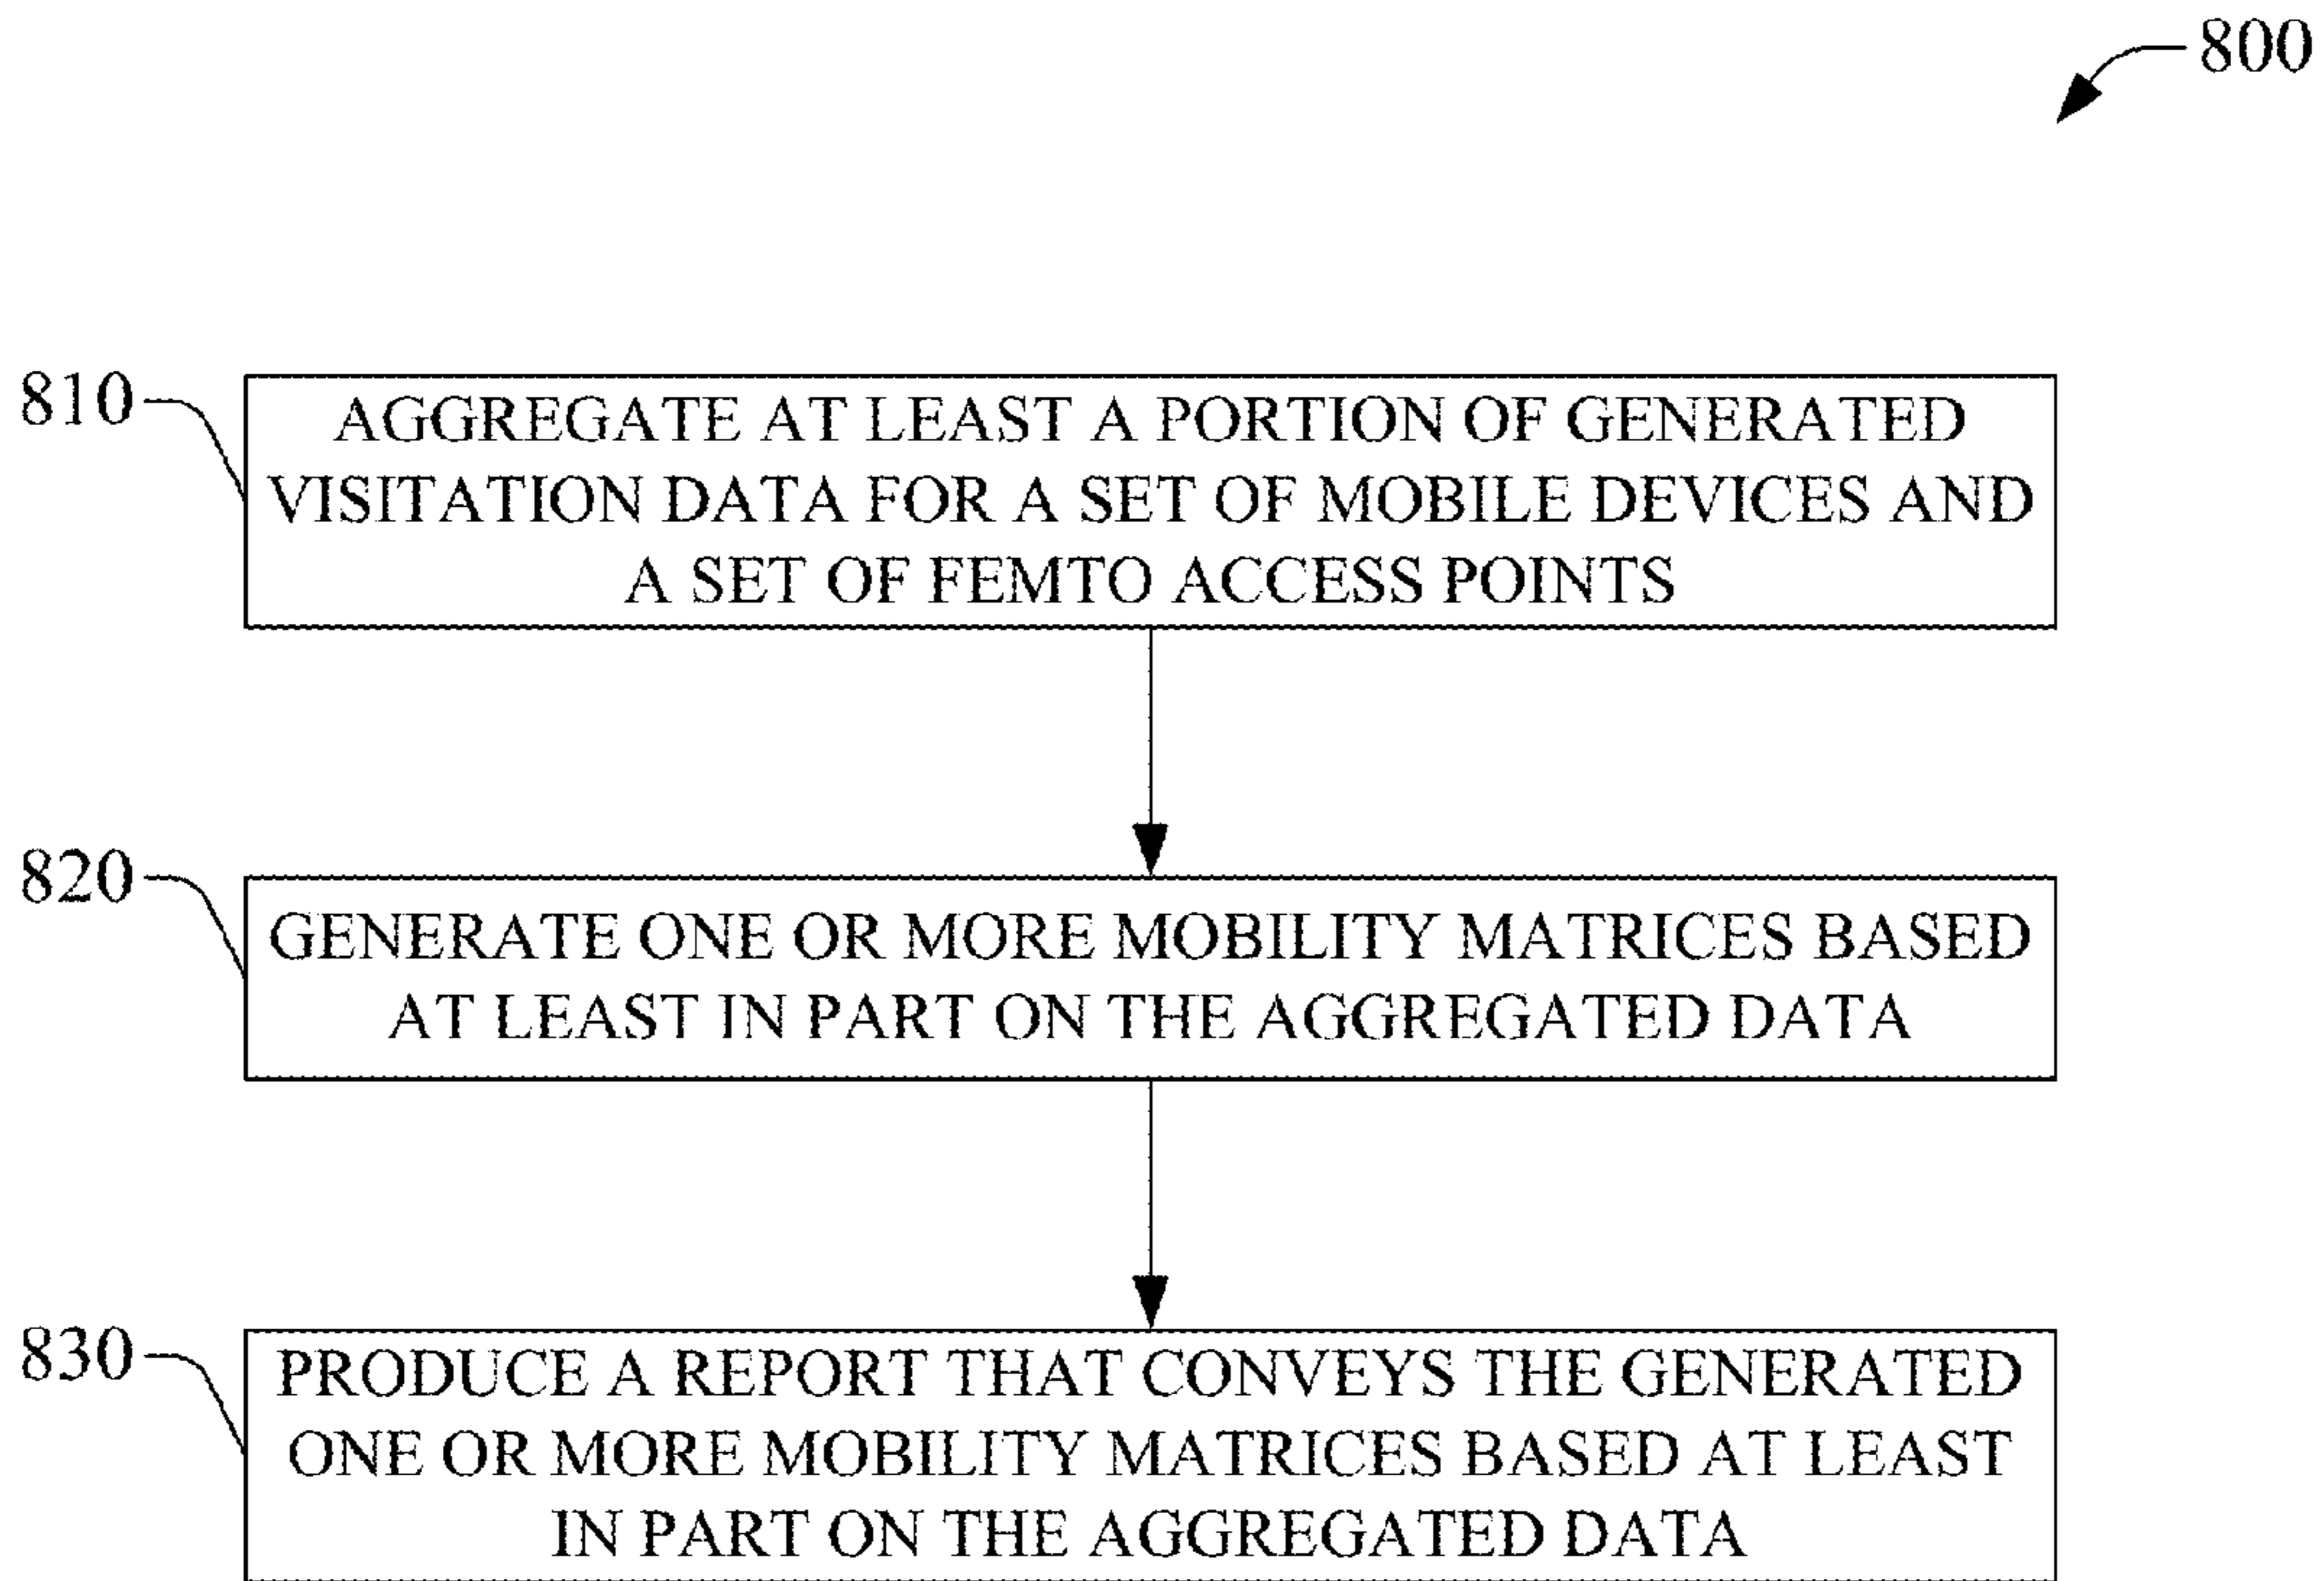 800
810
AGGREGATE AT LEAST A PORTION OF GENERATED
VISITATION DATA FOR A SET OF MOBILE DEVICES AND
A SET OF FEMTO ACCESS POINTS
820
GENERATE ONE OR MORE MOBILITY MATRICES BASED
AT LEAST IN PART ON THE AGGREGATED DATA
830
PRODUCE A REPORT THAT CONVEYS THE GENERATED
ONE OR MORE MOBILITY MATRICES BASED AT LEAST
IN PART ON THE AGGREGATED DATA